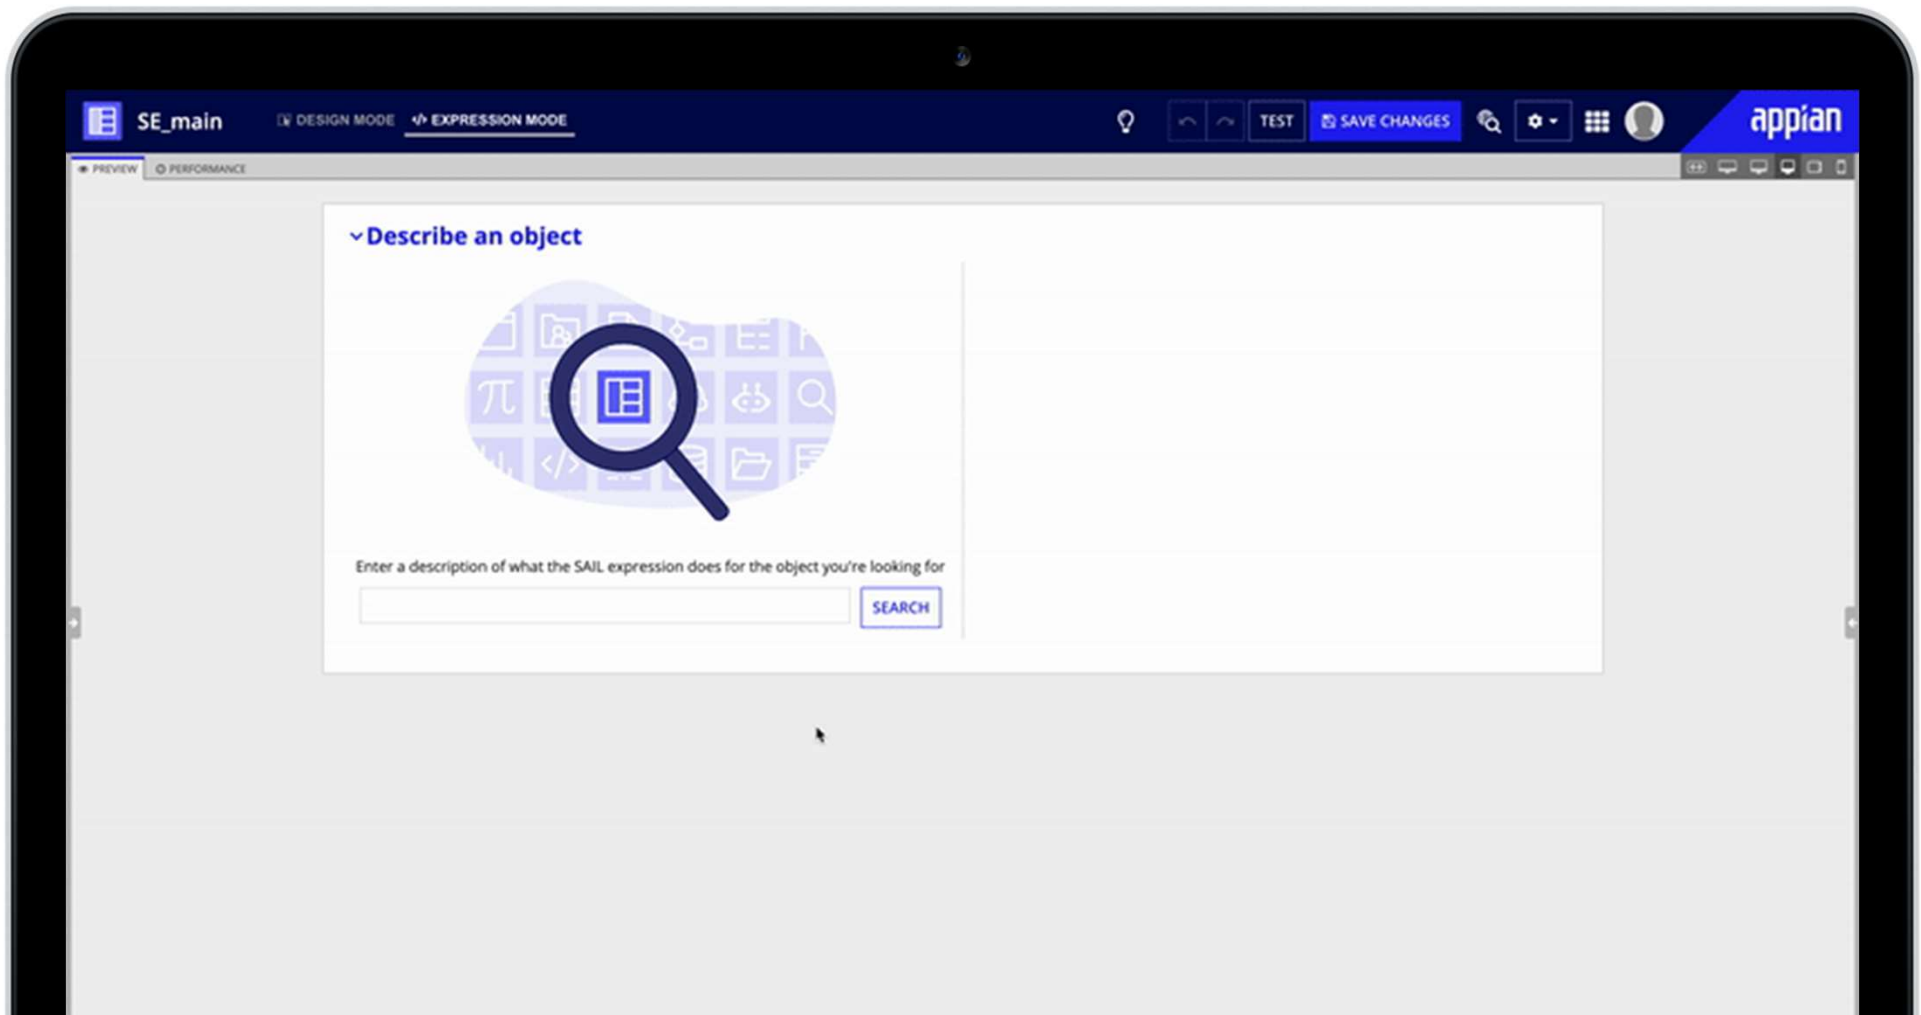 SE_main
DESIGN MODE
</> EXPRESSION MODE
TEST
SAVE CHANGES
appian
PREVIEW
PERFORMANCE
Describe an object
π
</>
Enter a description of what the SAIL expression does for the object you're looking for
SEARCH